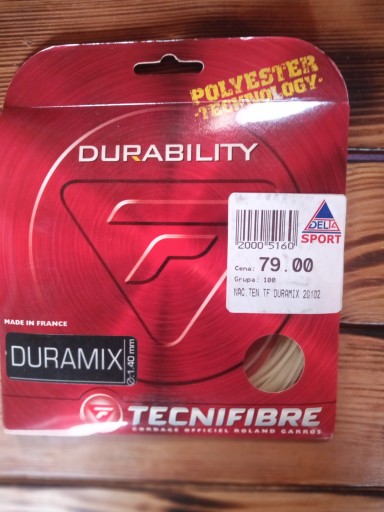 POLYESTER
-TECHNOLOGY-
DURABILITY
DELTA
SPORT
2000 5160
Cena: 79.00
Grupa: 100
NAC.TEN TF DURAMIX 20102
MADE IN FRANCE
DURAMIX
Ø:1.40 mm
TECNIFIBRE
CORDAGE OFFICIEL ROLAND GARROS